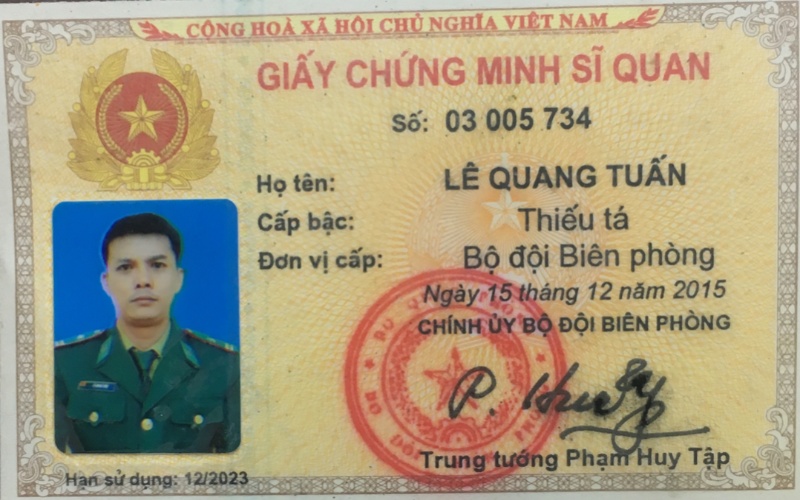 CỘNG HOÀ XÃ HỘI CHỦ NGHĨA VIỆT NAM
GIẤY CHỨNG MINH SĨ QUAN
Số: 03 005 734
Họ tên: LÊ QUANG TUẤN
Cấp bậc: Thiếu tá
Đơn vị cấp: Bộ đội Biên phòng
Ngày 15 tháng 12 năm 2015
CHÍNH ỦY BỘ ĐỘI BIÊN PHÒNG
Trung tướng Phạm Huy Tập
Hạn sử dụng: 12/2023